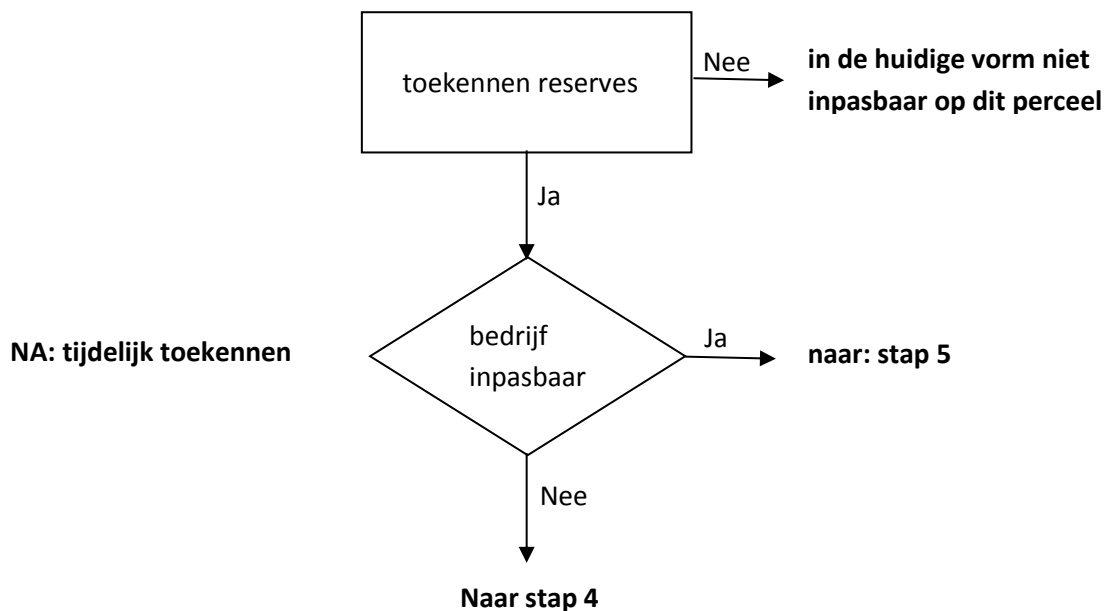 toekennen reserves
Nee
in de huidige vorm niet
inpasbaar op dit perceel
Ja
NA: tijdelijk toekennen
bedrijf
inpasbaar
Ja
naar: stap 5
Nee
Naar stap 4